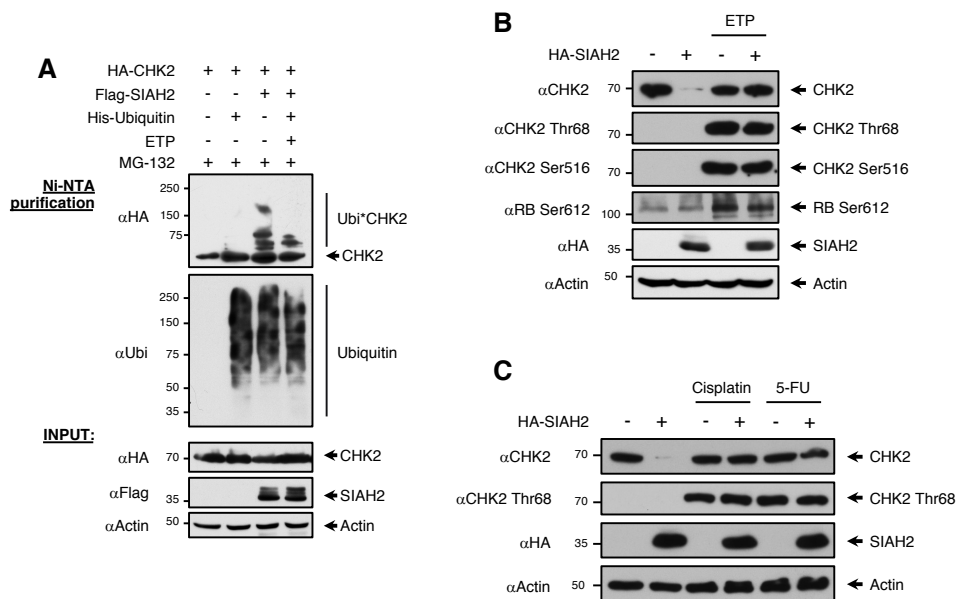 A
HA-CHK2 + + + +
Flag-SIAH2 - - + +
His-Ubiquitin - + + +
ETP - - - +
MG-132 + + + +
Ni-NTA
purification
αHA
250
150
75
Ubi*CHK2
CHK2
αUbi
250
150
75
50
35
Ubiquitin
INPUT:
αHA 70 CHK2
αFlag 35 SIAH2
αActin 50 Actin
B
ETP
HA-SIAH2 - + - +
αCHK2 70 CHK2
αCHK2 Thr68 70 CHK2 Thr68
αCHK2 Ser516 70 CHK2 Ser516
αRB Ser612 100 RB Ser612
αHA 35 SIAH2
αActin 50 Actin
C
Cisplatin 5-FU
HA-SIAH2 - + - + - +
αCHK2 70 CHK2
αCHK2 Thr68 70 CHK2 Thr68
αHA 35 SIAH2
αActin 50 Actin